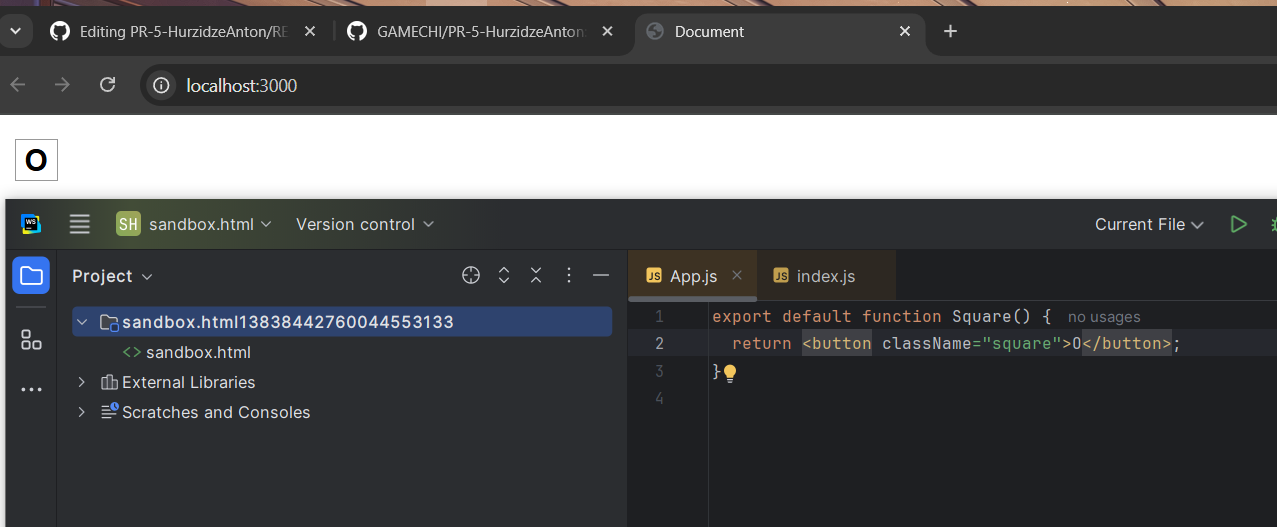 Editing PR-5-HurzidzeAnton/RE
GAMECHI/PR-5-HurzidzeAnton
Document
localhost:3000
O
WS
SH sandbox.html
Version control
Current File
Project
JS App.js
JS index.js
sandbox.html13838442760044553133
<> sandbox.html
External Libraries
Scratches and Consoles
1 export default function Square() { no usages
2 return <button className="square">O</button>;
3 }
4